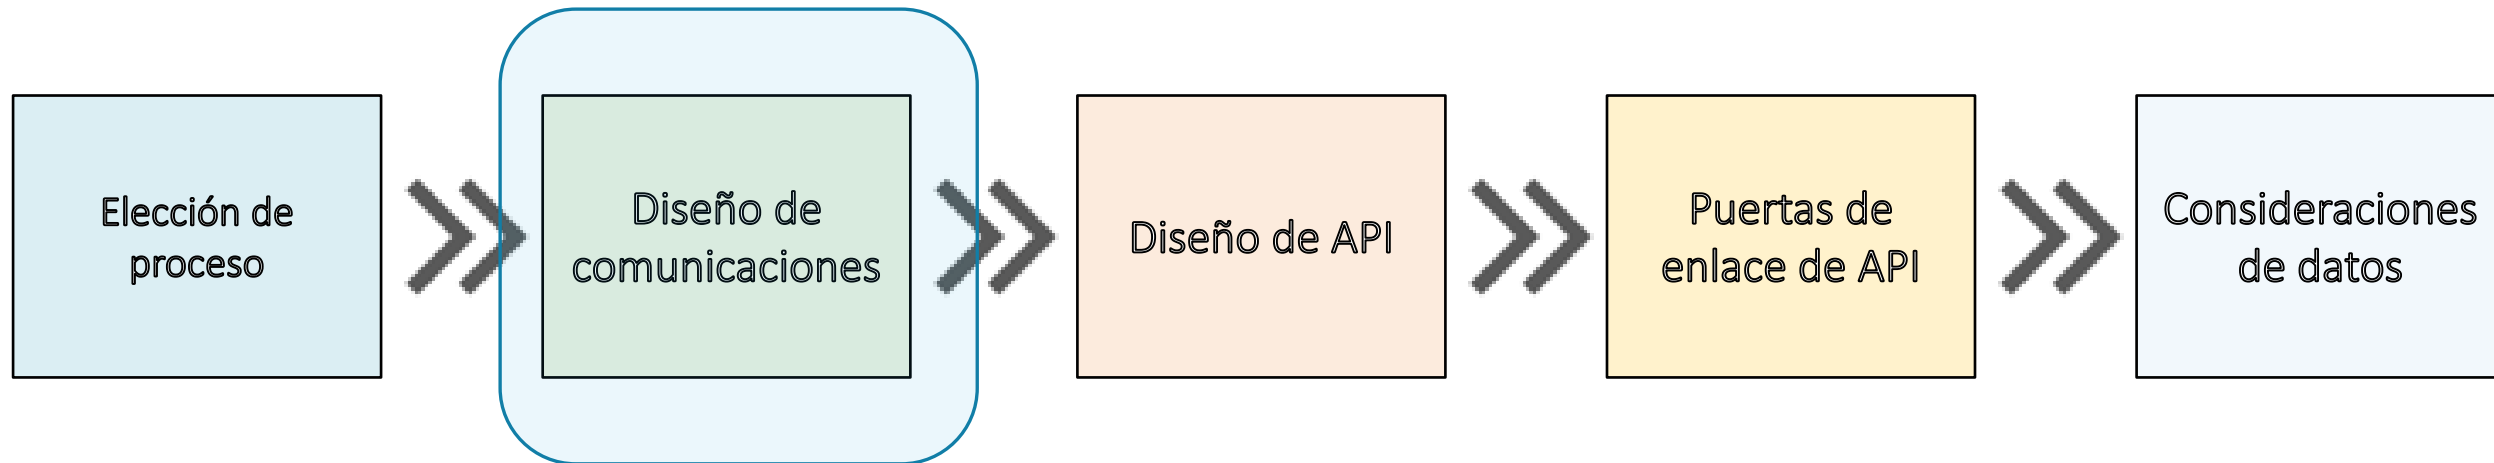 Elección de
proceso
Diseño de
comunicaciones
Diseño de API
Puertas de
enlace de API
Consideraciones
de datos